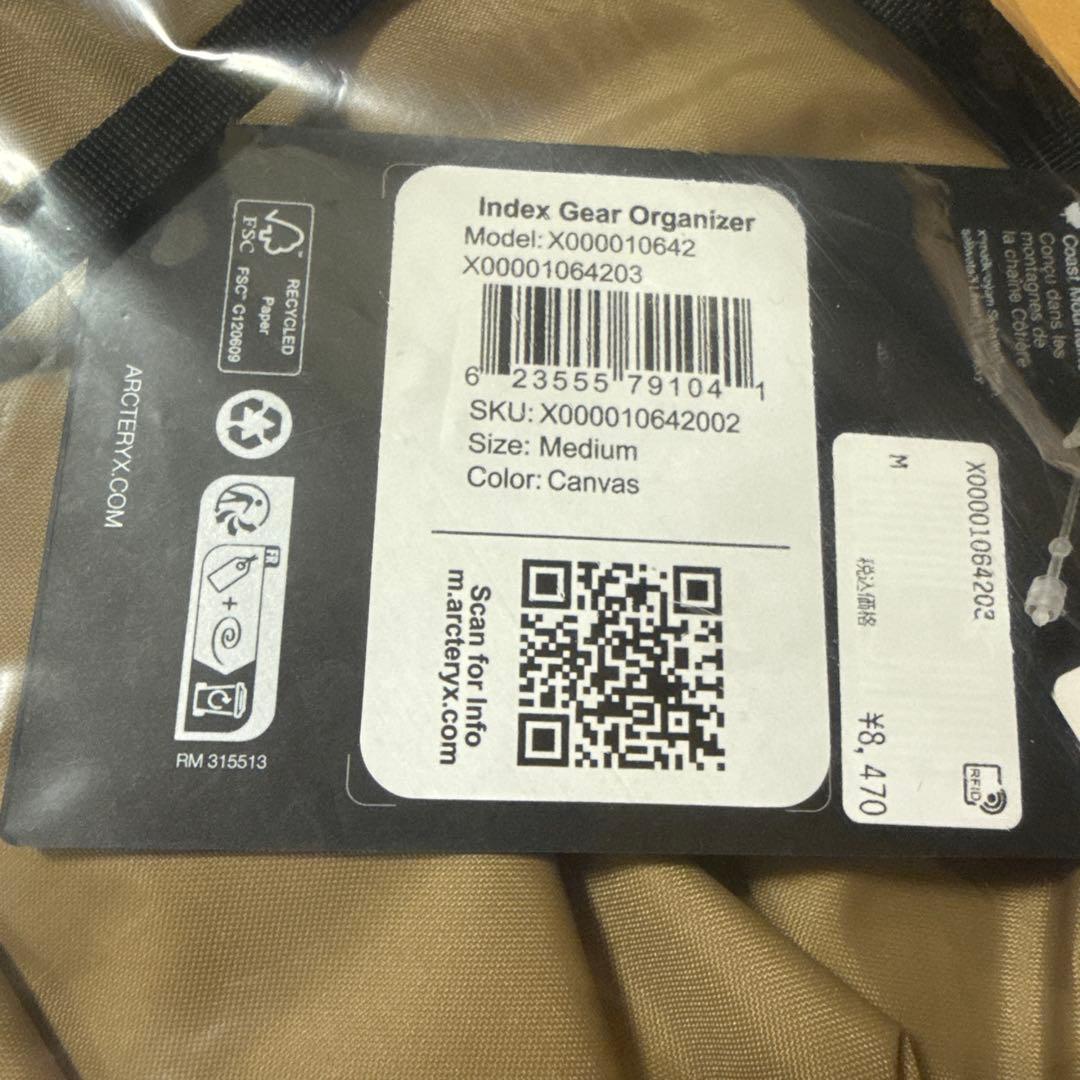 Index Gear Organizer
Model: X000010642
X00001064203
6 23555 79104 1
SKU: X000010642002
Size: Medium
Color: Canvas
Scan for Info
m.arcteryx.com
FSC
RECYCLED
Paper
FSC™ C120609
ARCTERYX.COM
FR
RM 315513
Conçu dans les
montagnes de
la chaîne Côtière
X00001064203
M
税込価格
¥8,470
RFID